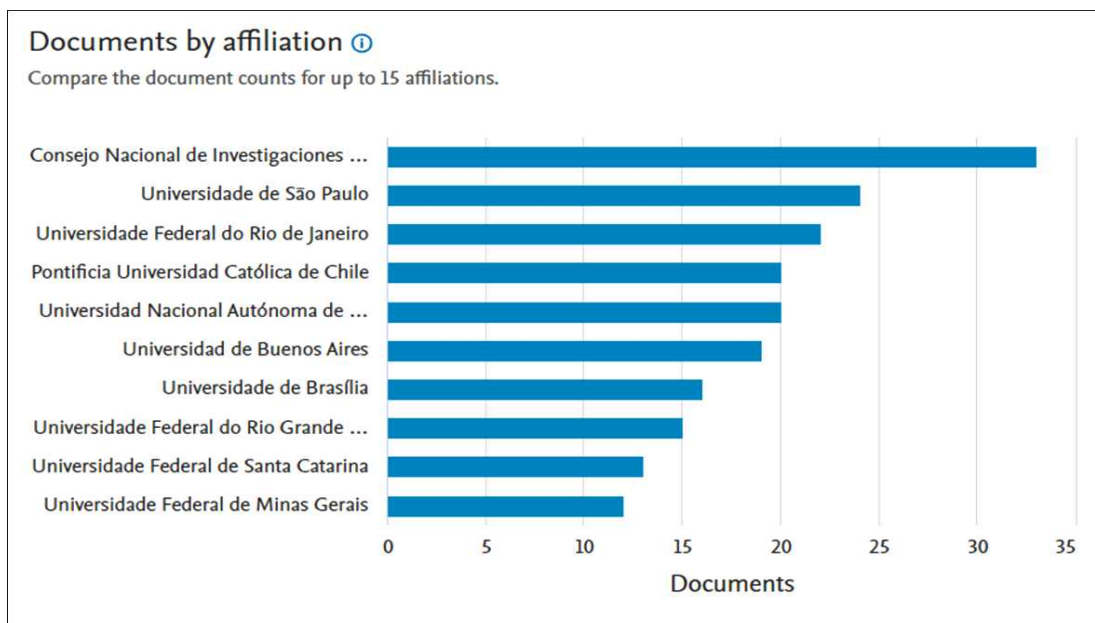 Documents by affiliation
Compare the document counts for up to 15 affiliations.
Consejo Nacional de Investigaciones ...
Universidade de São Paulo
Universidade Federal do Rio de Janeiro
Pontificia Universidad Católica de Chile
Universidad Nacional Autónoma de ...
Universidad de Buenos Aires
Universidade de Brasília
Universidade Federal do Rio Grande ...
Universidade Federal de Santa Catarina
Universidade Federal de Minas Gerais
0 5 10 15 20 25 30 35
Documents